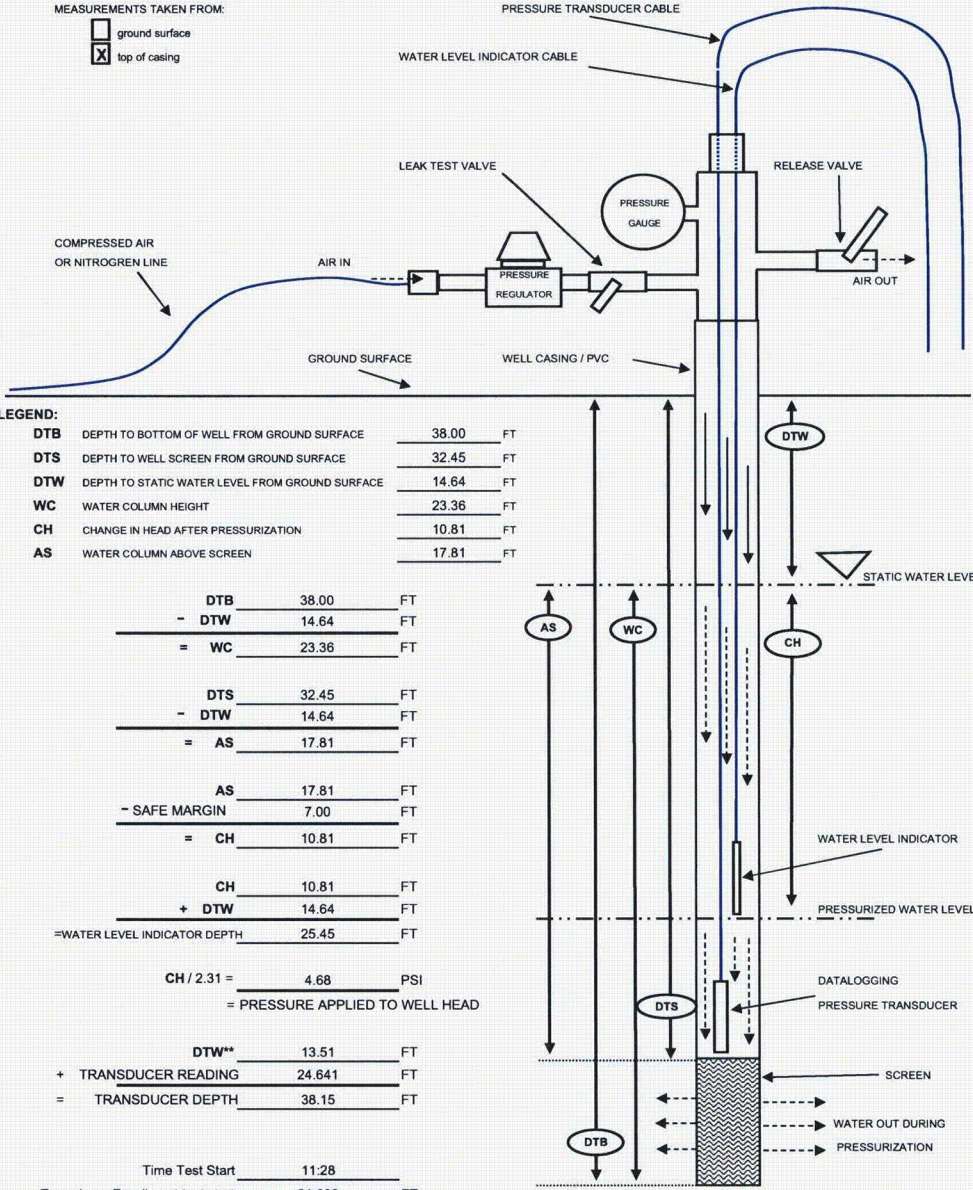 MEASUREMENTS TAKEN FROM:
ground surface
X top of casing
PRESSURE TRANSDUCER CABLE
WATER LEVEL INDICATOR CABLE
LEAK TEST VALVE
RELEASE VALVE
PRESSURE
GAUGE
COMPRESSED AIR
OR NITROGREN LINE
AIR IN
PRESSURE
REGULATOR
AIR OUT
GROUND SURFACE
WELL CASING / PVC
LEGEND:
DTB DEPTH TO BOTTOM OF WELL FROM GROUND SURFACE 38.00 FT
DTS DEPTH TO WELL SCREEN FROM GROUND SURFACE 32.45 FT
DTW DEPTH TO STATIC WATER LEVEL FROM GROUND SURFACE 14.64 FT
WC WATER COLUMN HEIGHT 23.36 FT
CH CHANGE IN HEAD AFTER PRESSURIZATION 10.81 FT
AS WATER COLUMN ABOVE SCREEN 17.81 FT
DTW
STATIC WATER LEVE
DTB 38.00 FT
- DTW 14.64 FT
= WC 23.36 FT
AS
WC
CH
DTS 32.45 FT
- DTW 14.64 FT
= AS 17.81 FT
AS 17.81 FT
- SAFE MARGIN 7.00 FT
= CH 10.81 FT
WATER LEVEL INDICATOR
CH 10.81 FT
+ DTW 14.64 FT
=WATER LEVEL INDICATOR DEPTH 25.45 FT
PRESSURIZED WATER LEVEL
CH / 2.31 = 4.68 PSI
= PRESSURE APPLIED TO WELL HEAD
DATALOGGING
PRESSURE TRANSDUCER
DTS
DTW** 13.51 FT
+ TRANSDUCER READING 24.641 FT
= TRANSDUCER DEPTH 38.15 FT
SCREEN
WATER OUT DURING
PRESSURIZATION
DTB
Time Test Start 11:28